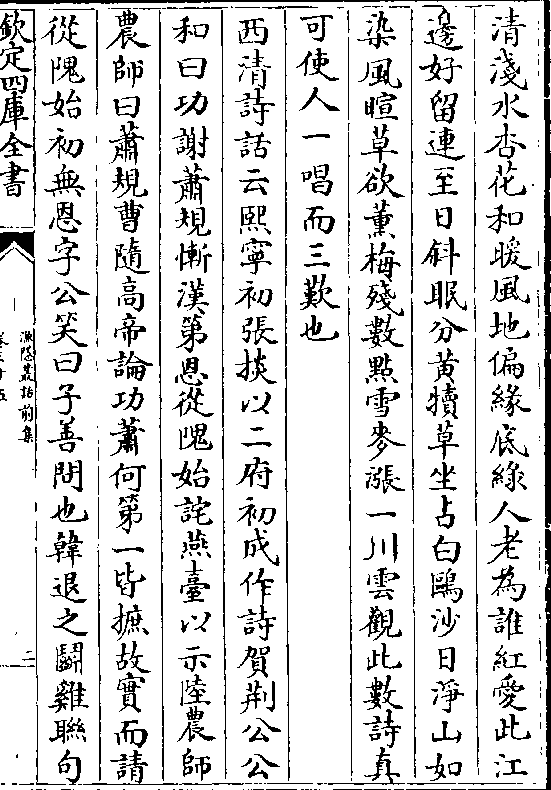 清淺水杏花和暖風地偏緣底緑人老為誰紅愛此江
邊好留連至日斜眠分黄犢草坐占白鷗沙日淨山如
染風暄草欲薫梅殘數點雪麥漲一川雲觀此數詩真
可使人一唱而三歎也
西清詩話云熙寧初張掞以二府初成作詩賀荆公公
和曰功謝蕭規慚漢第恩從隗始詫燕臺以示陸農師
農師曰蕭規曹隨高帝論功蕭何第一皆摭故實而請
從隗始初無恩字公笑曰子善問也韓退之鬭雞聯句
欽定四庫全書
漁隱叢話前集
卷三十五
二